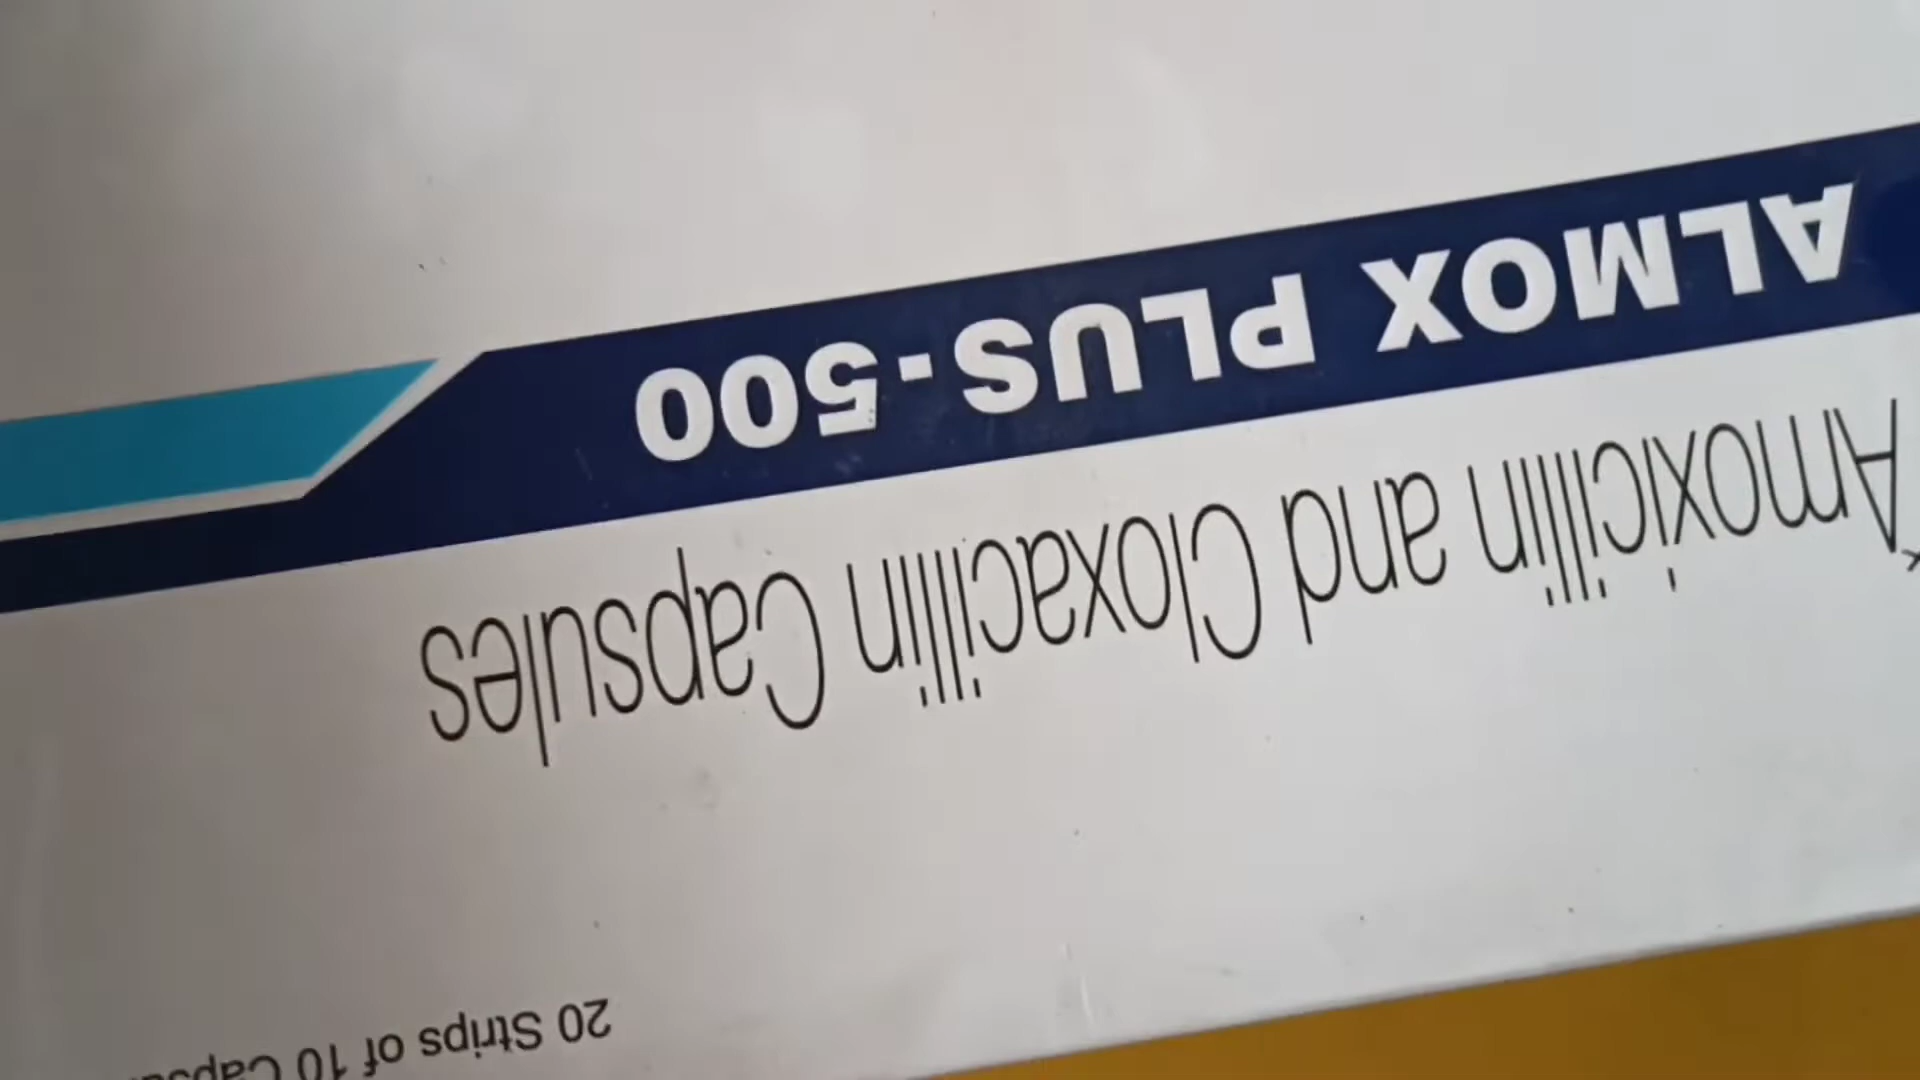 ALMOX PLUS-500
Amoxicillin and Cloxacillin Capsules
20 Strips of 10